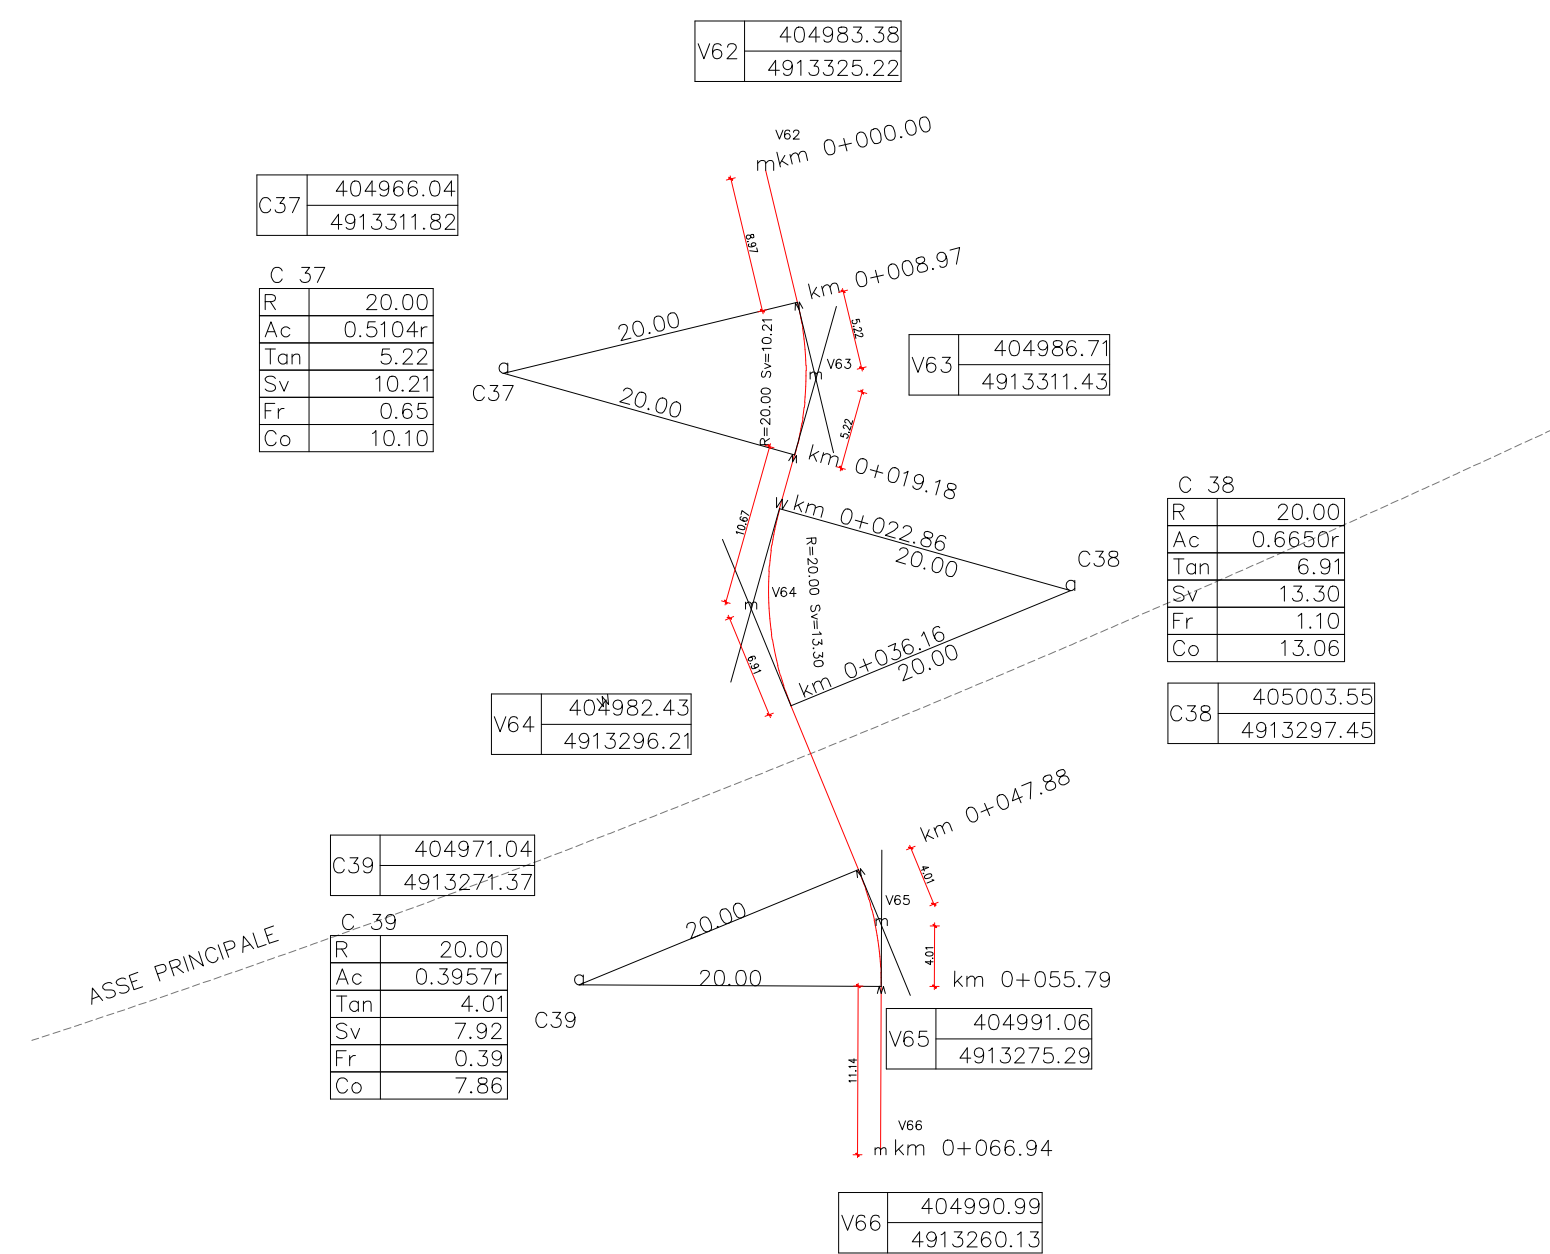 V62 404983.38
4913325.22
V62
km 0+000.00
C37 404966.04
4913311.82
8.97
km 0+008.97
C 37
R 20.00
Ac 0.5104r
Tan 5.22
Sv 10.21
Fr 0.65
Co 10.10
20.00
R=20.00 Sv=10.21
5.22
V63
V63 404986.71
4913311.43
C37
20.00
5.22
km 0+019.18
C 38
R 20.00
Ac 0.6650r
Tan 6.91
Sv 13.30
Fr 1.10
Co 13.06
10.67
km 0+022.86
20.00
C38
V64
R=20.00 Sv=13.30
6.91
km 0+036.16
20.00
V64 404982.43
4913296.21
C38 405003.55
4913297.45
km 0+047.88
C39 404971.04
4913271.37
4.01
V65
C 39
R 20.00
Ac 0.3957r
Tan 4.01
Sv 7.92
Fr 0.39
Co 7.86
ASSE PRINCIPALE
20.00
4.01
20.00
km 0+055.79
C39
V65 404991.06
4913275.29
11.14
V66
km 0+066.94
V66 404990.99
4913260.13